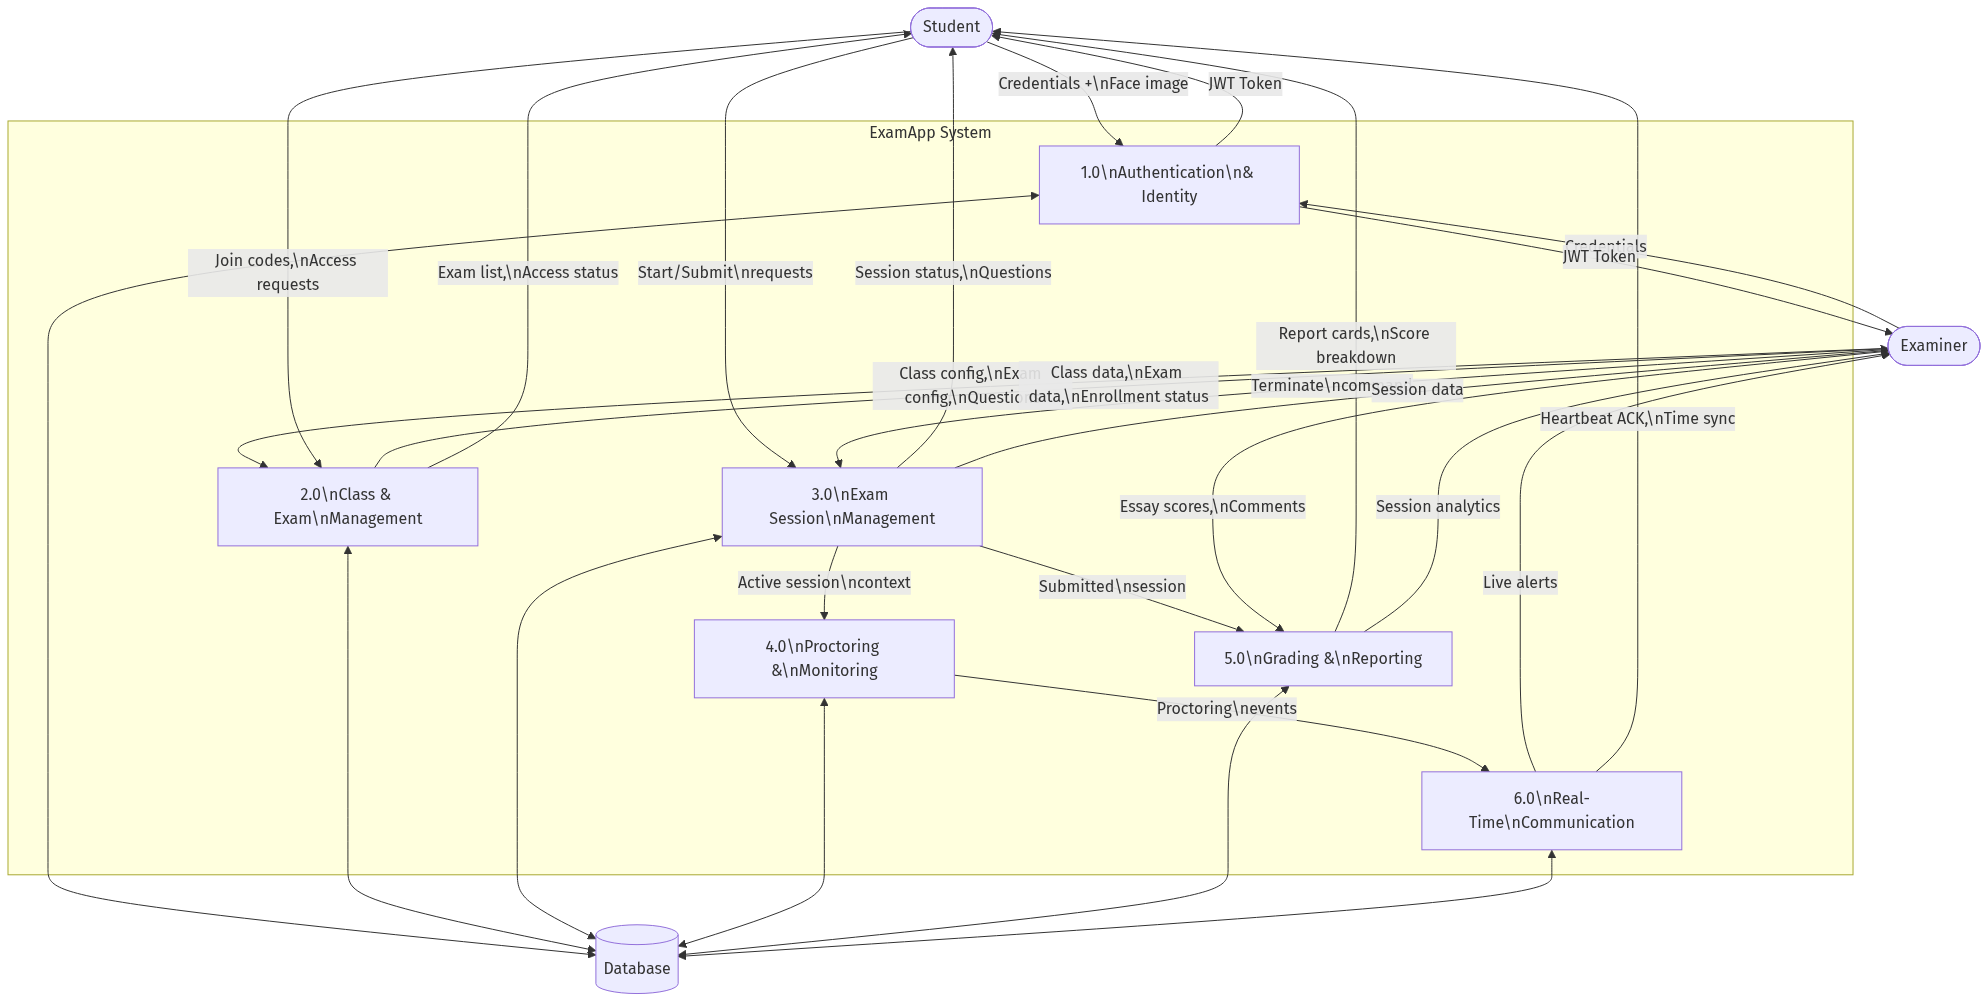 Student
Credentials +\nFace image
JWT Token
ExamApp System
1.0\nAuthentication\n&
Identity
Join codes,\nAccess
requests
Exam list,\nAccess status
Start/Submit\nrequests
Session status,\nQuestions
Credentials
JWT Token
Report cards,\nScore
breakdown
Examiner
Class config,\nExam
config,\nQuestio
Class data,\nExam
data,\nEnrollment status
Terminate\ncom
Session data
Heartbeat ACK,\nTime sync
2.0\nClass &
Exam\nManagement
3.0\nExam
Session\nManagement
Essay scores,\nComments
Session analytics
Active session\ncontext
Submitted\nsession
Live alerts
4.0\nProctoring
&\nMonitoring
5.0\nGrading &\nReporting
Proctoring\nevents
6.0\nReal-
Time\nCommunication
Database